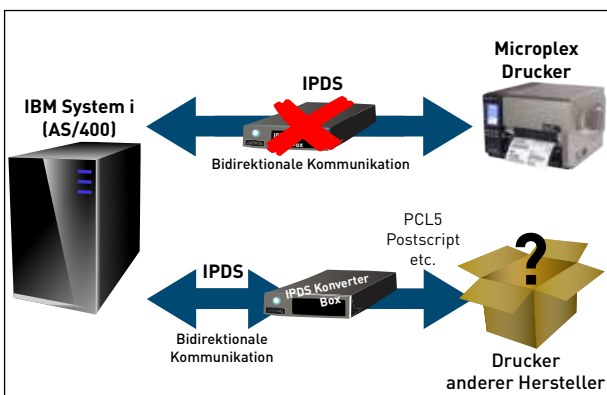 Microplex
Drucker
IPDS
IBM System i
(AS/400)
Bidirektionale Kommunikation
PCL5
Postscript
etc.
?
IPDS
IPDS Konverter
Box
Bidirektionale
Kommunikation
Drucker
anderer Hersteller